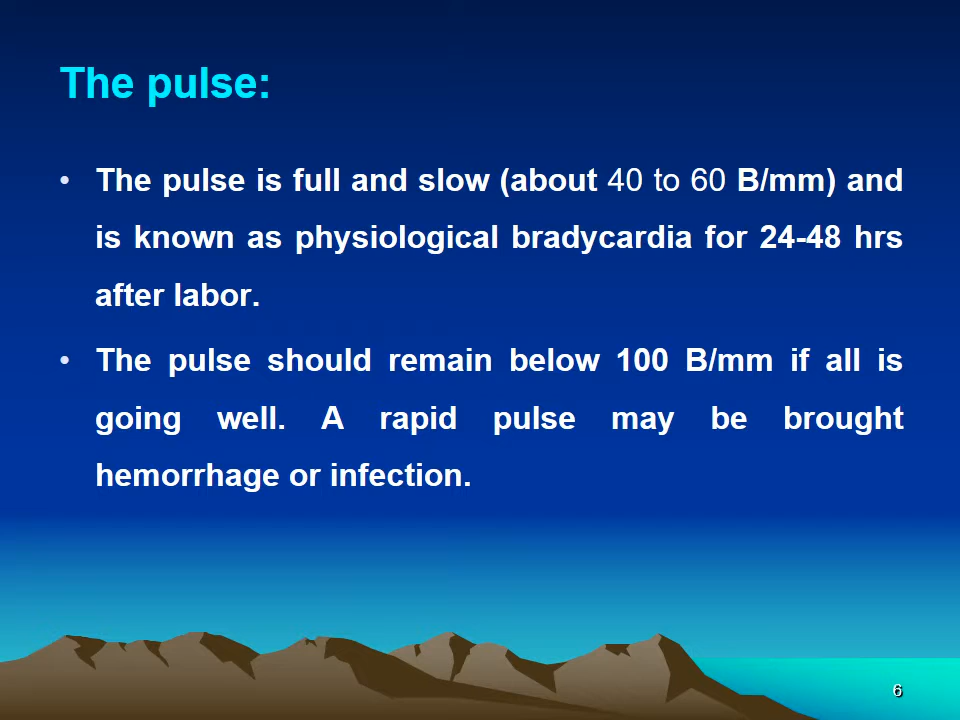 The pulse:
• The pulse is full and slow (about 40 to 60 B/mm) and
is known as physiological bradycardia for 24-48 hrs
after labor.
• The pulse should remain below 100 B/mm if all is
going well. A rapid pulse may be brought
hemorrhage or infection.
6